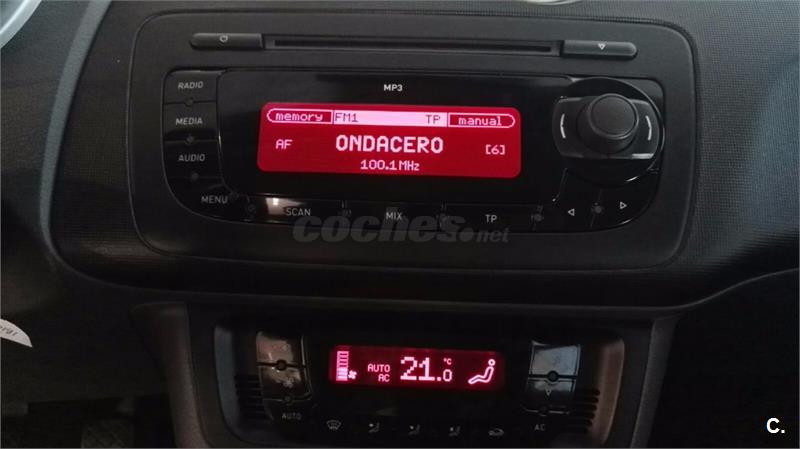 MP3
RADIO
MEDIA
AUDIO
MENU
memory FM1 TP manual
AF ONDACERO [6]
100.1MHz
SCAN MIX TP
coches.net
AUTO
AC
21.0 °C
AUTO
AC
C.